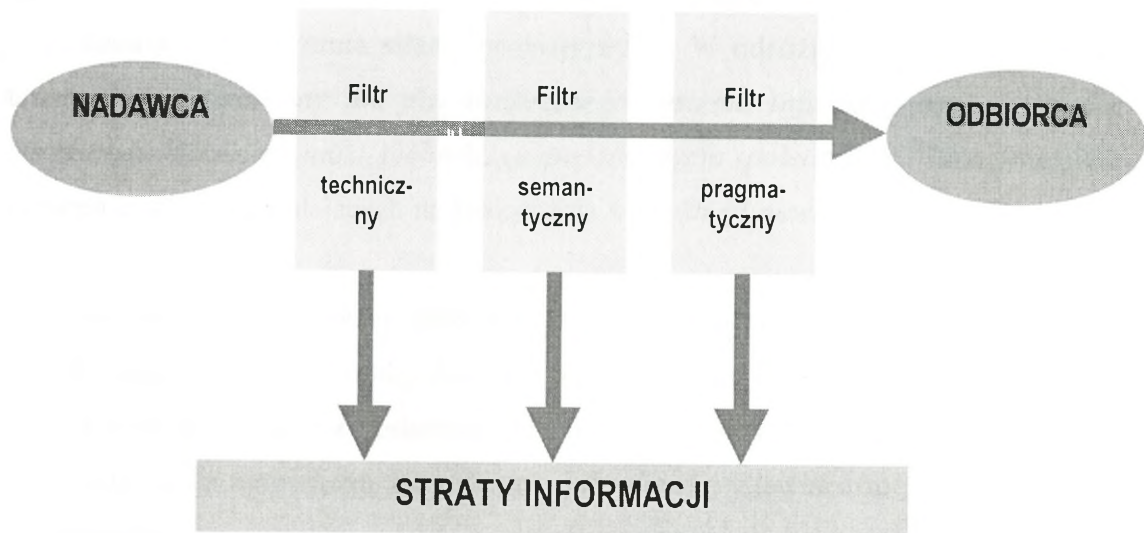 NADAWCA
Filtr
Filtr
Filtr
ODBIORCA
technicz-
ny
seman-
tyczny
pragma-
tyczny
STRATY INFORMACJI